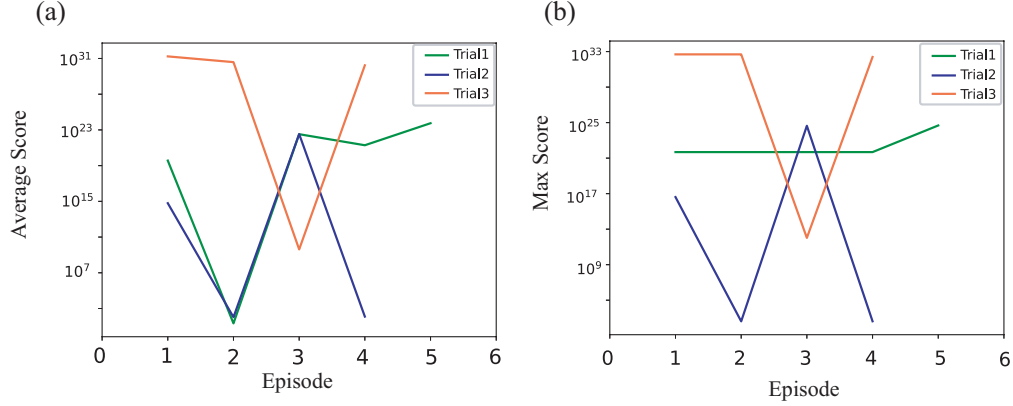 (a)
Average Score
10^31
10^23
10^15
10^7
0 1 2 3 4 5 6
Episode
Trial1
Trial2
Trial3
(b)
Max Score
10^33
10^25
10^17
10^9
0 1 2 3 4 5 6
Episode
Trial1
Trial2
Trial3